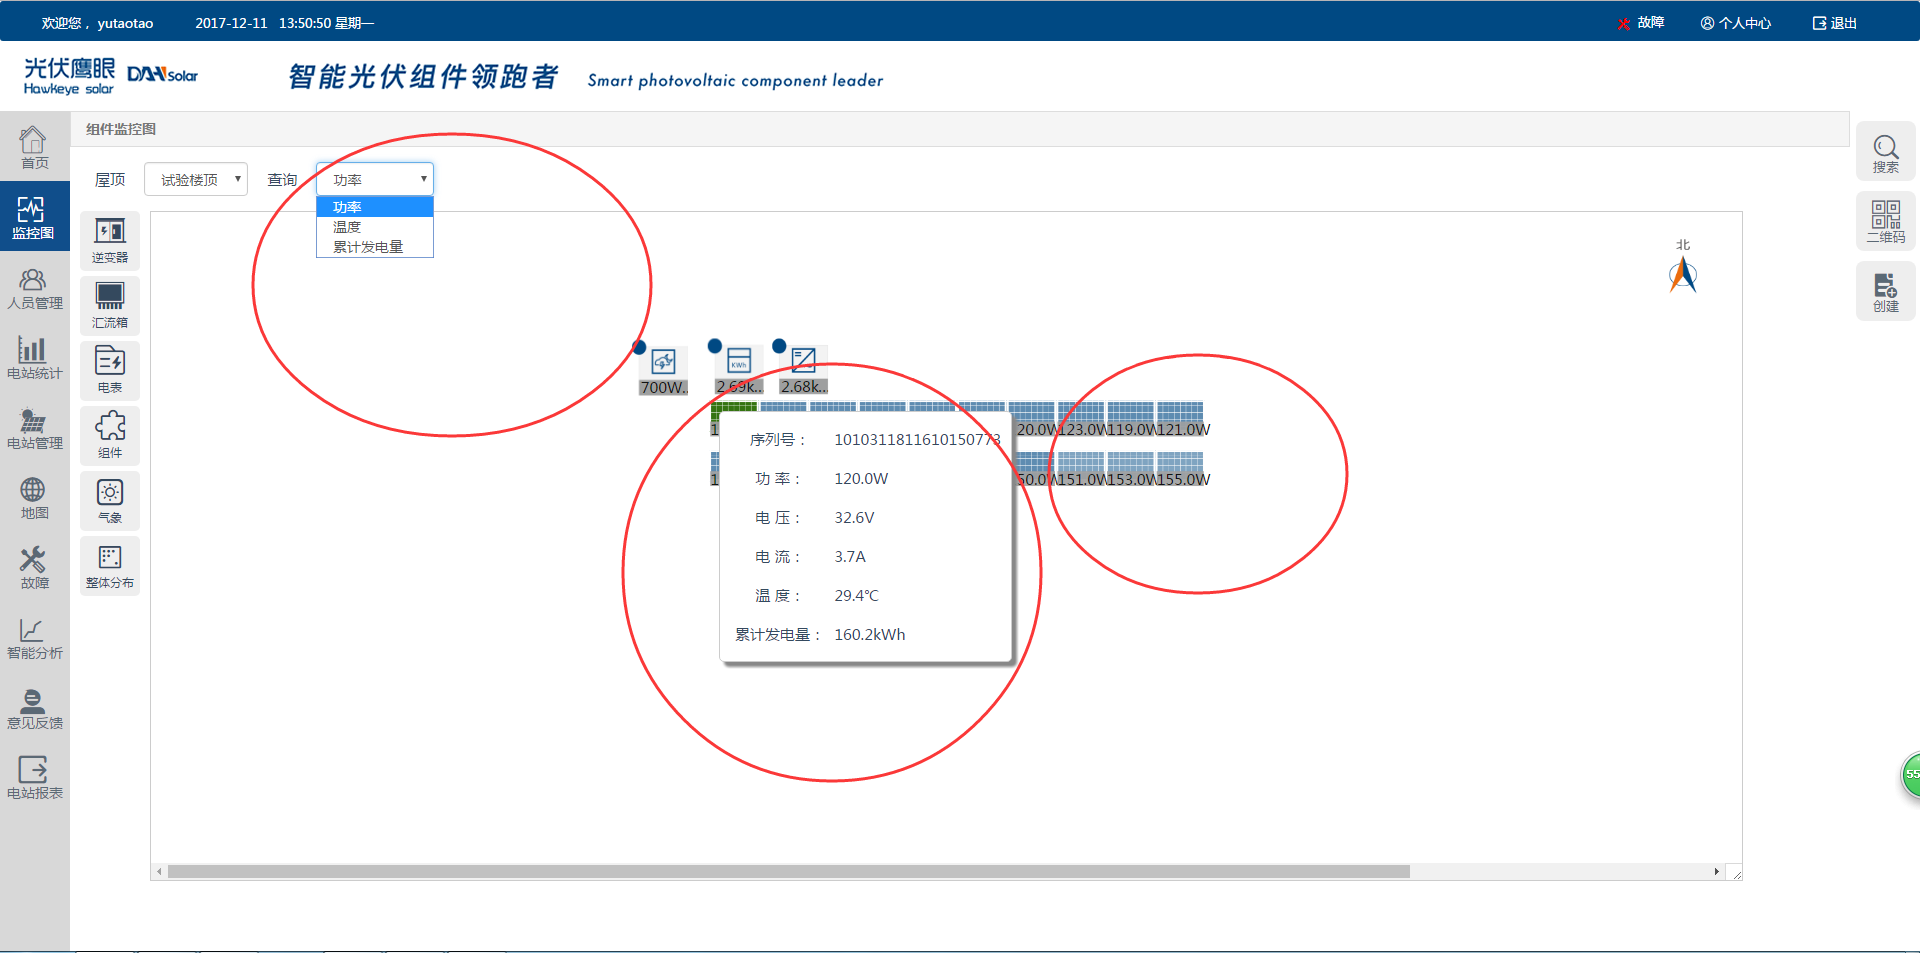 欢迎您， yutaotao 2017-12-11 13:50:50 星期一 故障 个人中心 退出
光伏鹰眼
Hawkeye solar
DAH Solar
智能光伏组件领跑者 Smart photovoltaic component leader
组件监控图
首页
监控图
人员管理
电站统计
电站管理
地图
故障
智能分析
意见反馈
电站报表
屋顶 试验楼顶 查询 功率
功率
温度
累计发电量
逆变器
汇流箱
电表
组件
气象
整体分布
北
KWh
700W.. 2.69k... 2.68k...
20.0W 123.0W 119.0W 121.0W
50.0W 151.0W 153.0W 155.0W
序列号： 1010311811610150773
功 率： 120.0W
电 压： 32.6V
电 流： 3.7A
温 度： 29.4℃
累计发电量： 160.2kWh
搜索
二维码
创建
55